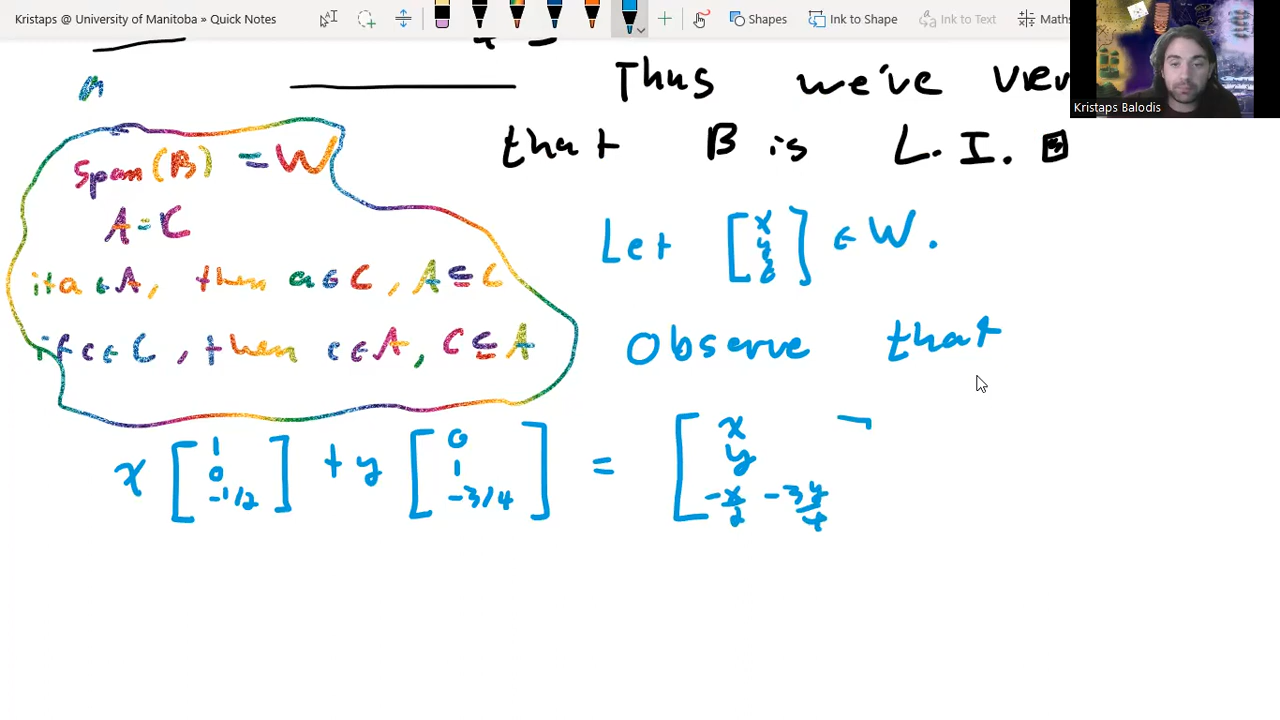 Kristaps @ University of Manitoba » Quick Notes
Shapes
Ink to Shape
Ink to Text
Maths
Kristaps Balodis
n
Thus we've ver
that B is L.I.
Span(B) = W
A = C
if a ∈ A, then a ∈ C, A ⊆ C
if c ∈ C, then c ∈ A, C ⊆ A
Let [x y z] ∈ W.
Observe that
x [1 0 -1/2] + y [0 1 -3/4] = [x y -x/2 - 3y/4]